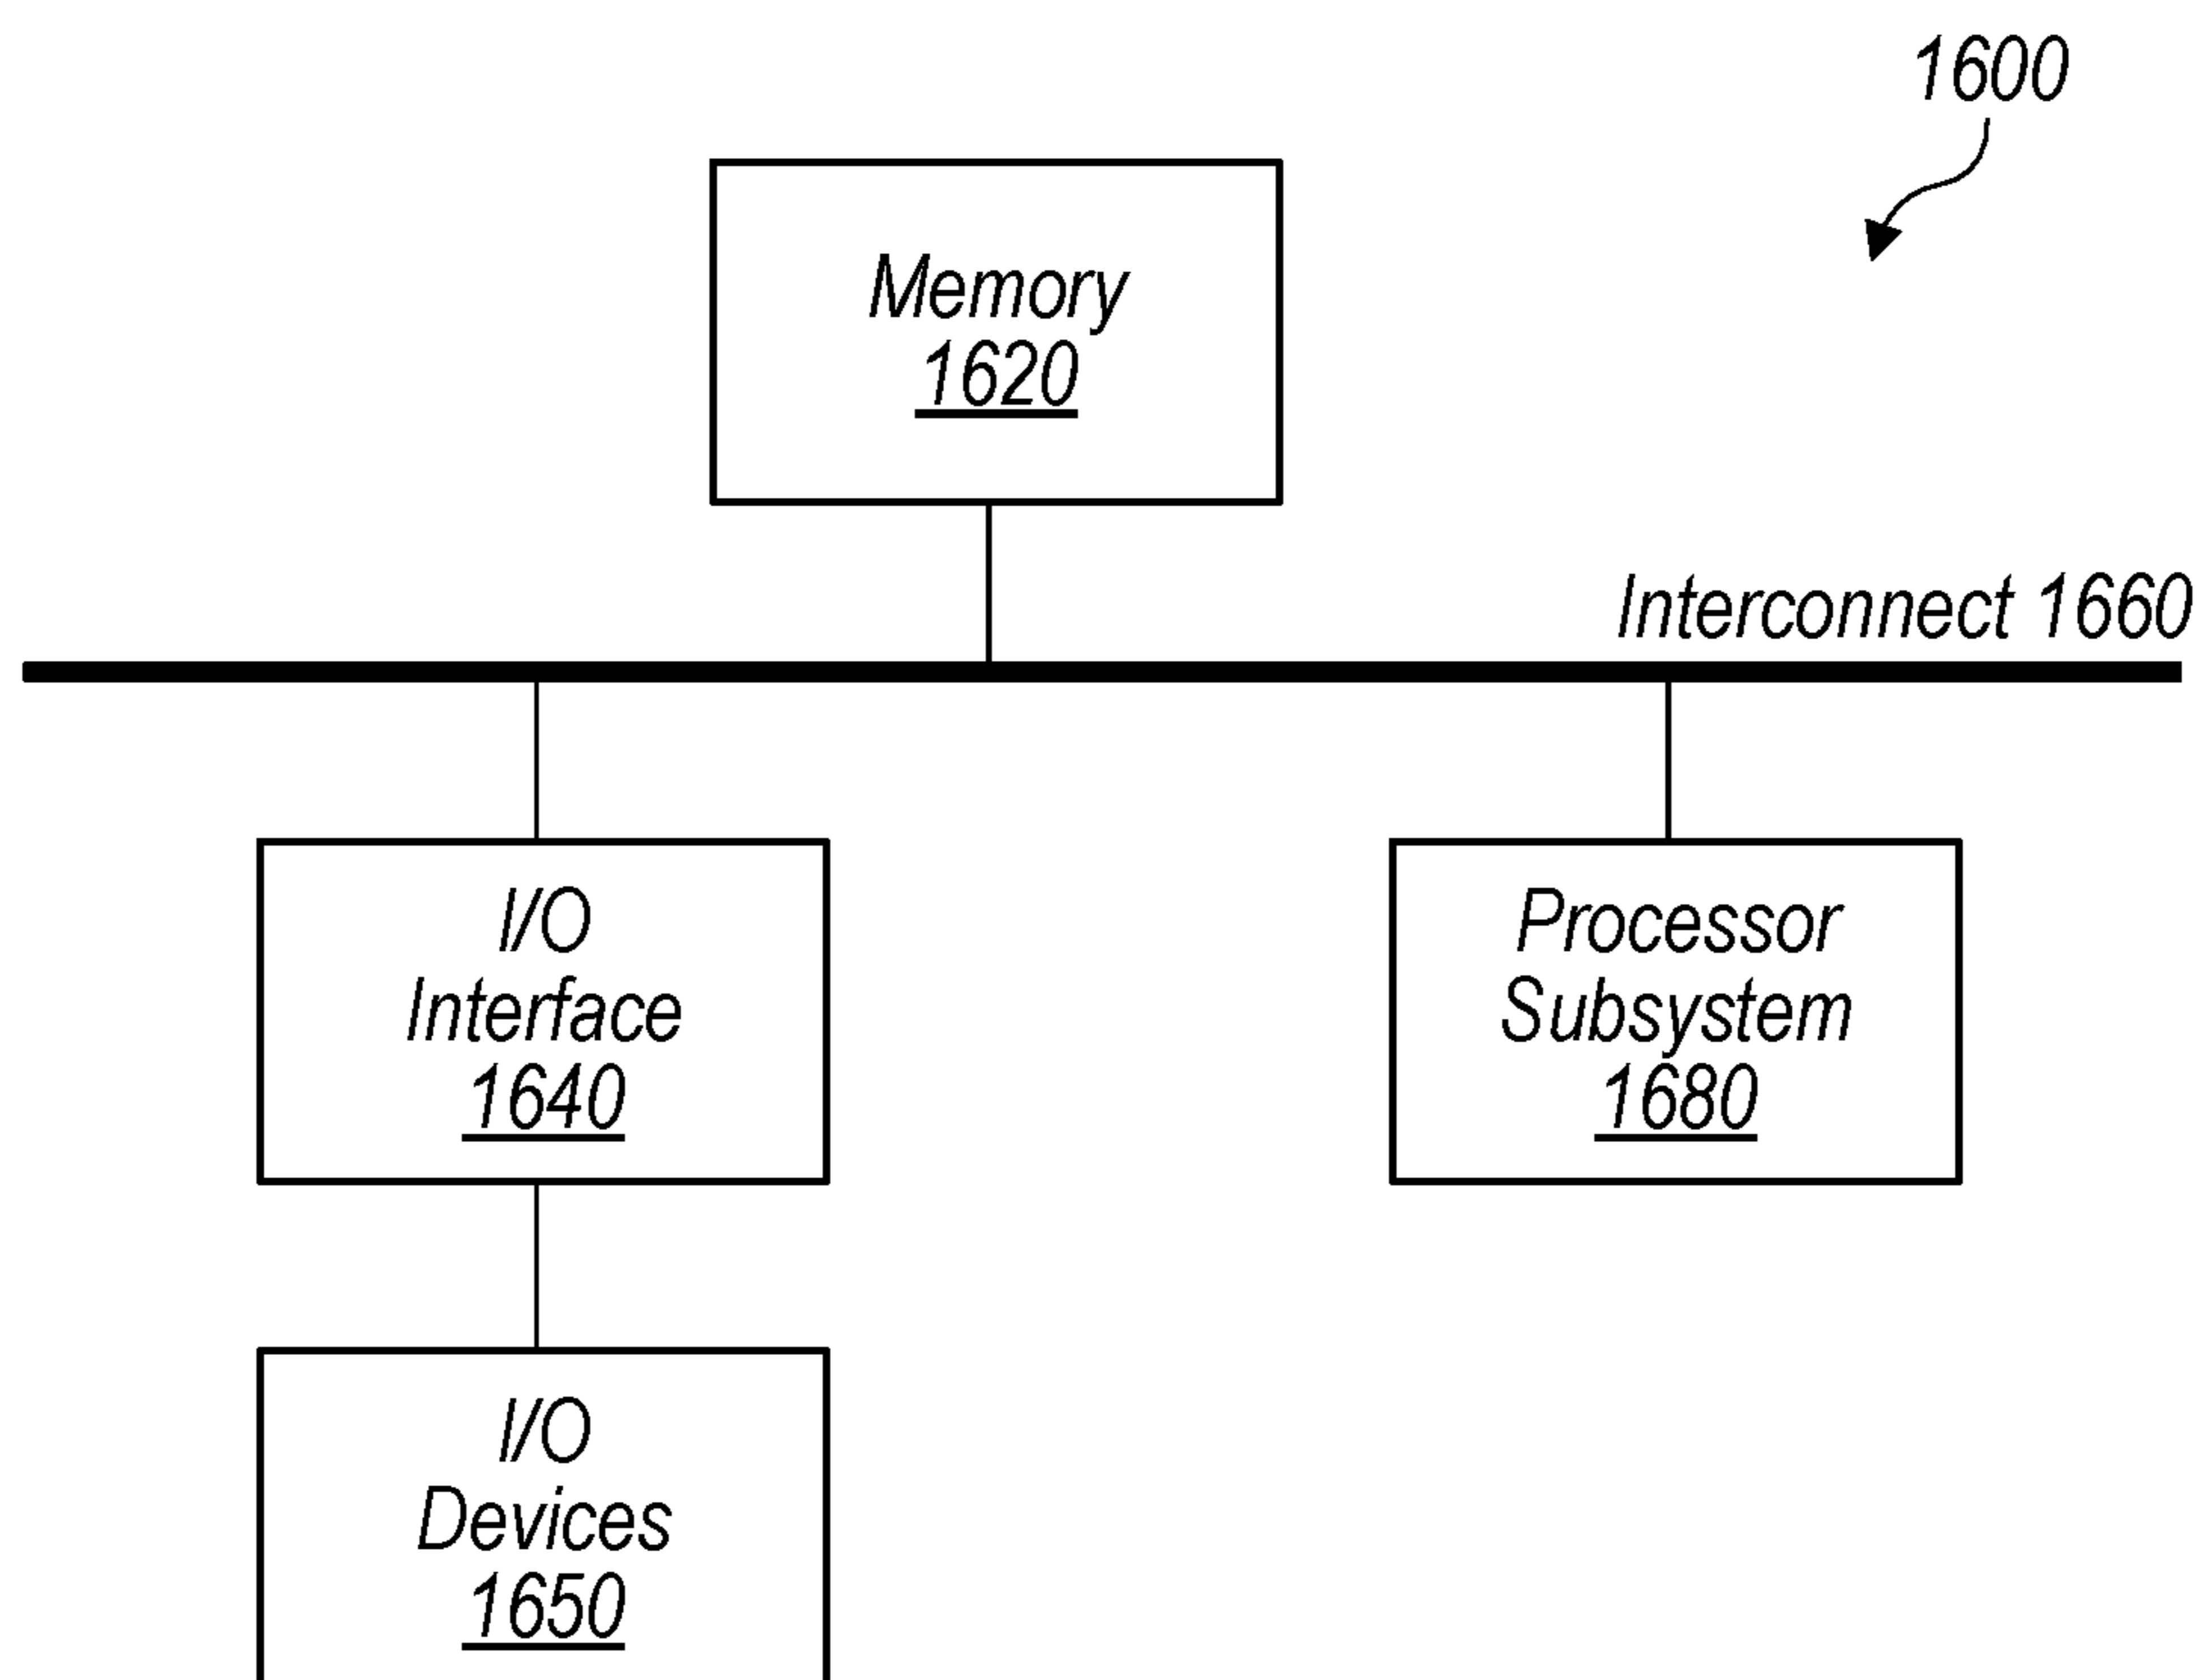 1600
Memory
1620
Interconnect 1660
I/O
Interface
1640
Processor
Subsystem
1680
I/O
Devices
1650